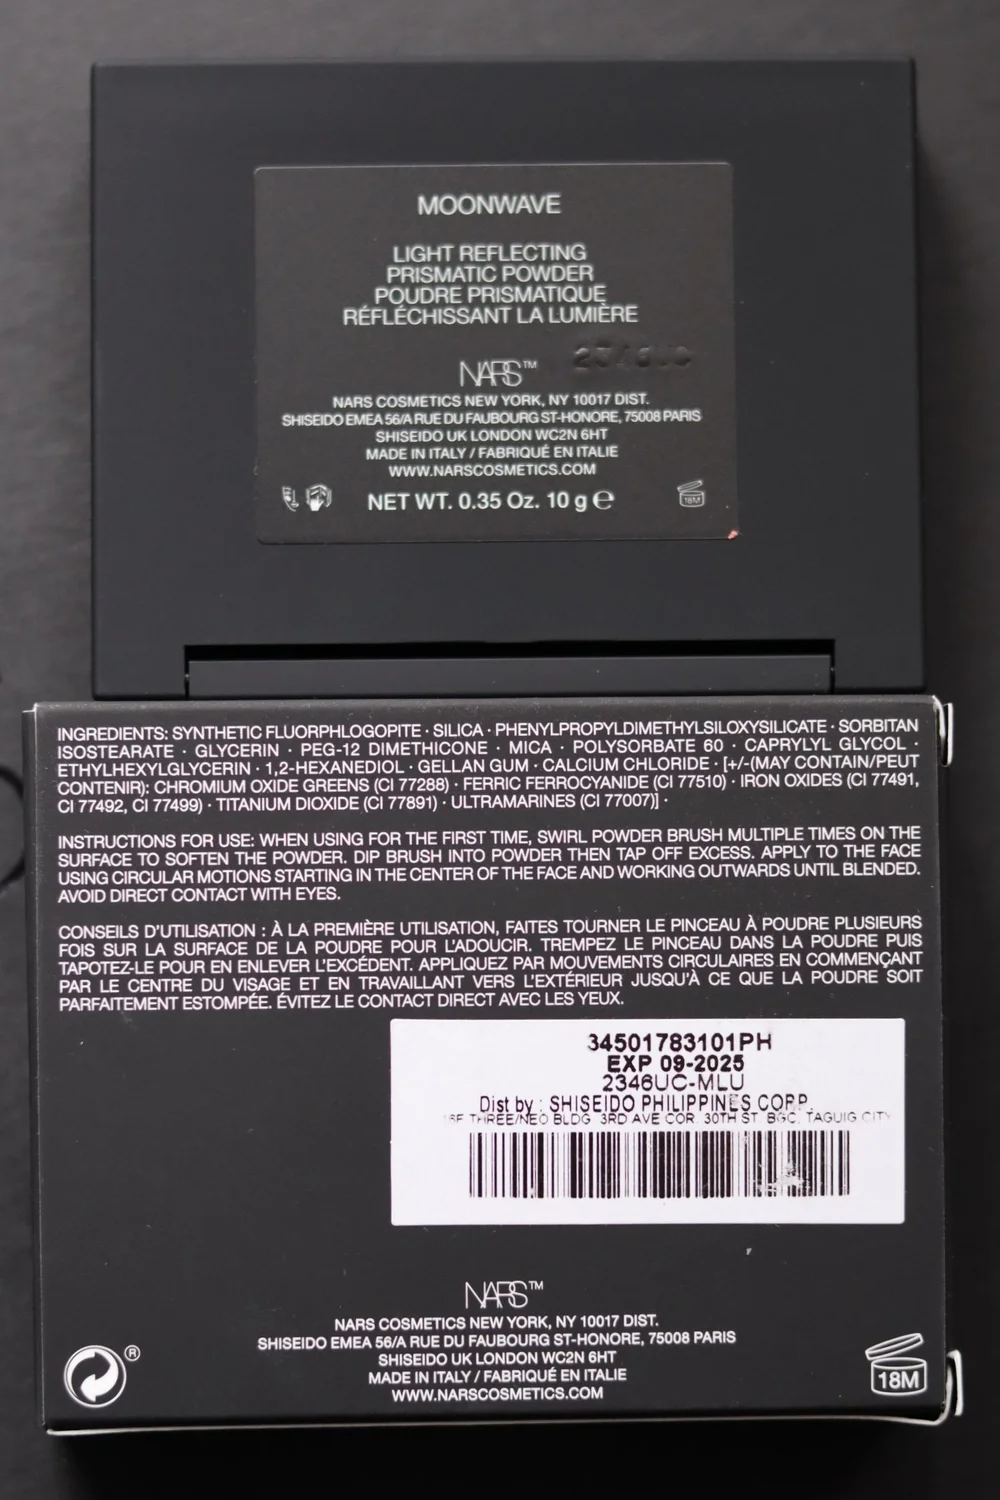 MOONWAVE
LIGHT REFLECTING
PRISMATIC POWDER
POUDRE PRISMATIQUE
RÉFLÉCHISSANT LA LUMIÈRE
NARS™
NARS COSMETICS NEW YORK, NY 10017 DIST.
SHISEIDO EMEA 56/A RUE DU FAUBOURG ST-HONORE, 75008 PARIS
SHISEIDO UK LONDON WC2N 6HT
MADE IN ITALY / FABRIQUÉ EN ITALIE
WWW.NARSCOSMETICS.COM
NET WT. 0.35 Oz. 10 g ℮
18M
INGREDIENTS: SYNTHETIC FLUORPHLOGOPITE · SILICA · PHENYLPROPYLDIMETHYLSILOXYSILICATE · SORBITAN
ISOSTEARATE · GLYCERIN · PEG-12 DIMETHICONE · MICA · POLYSORBATE 60 · CAPRYLYL GLYCOL ·
ETHYLHEXYLGLYCERIN · 1,2-HEXANEDIOL · GELLAN GUM · CALCIUM CHLORIDE · [+/-(MAY CONTAIN/PEUT
CONTENIR): CHROMIUM OXIDE GREENS (CI 77288) · FERRIC FERROCYANIDE (CI 77510) · IRON OXIDES (CI 77491,
CI 77492, CI 77499) · TITANIUM DIOXIDE (CI 77891) · ULTRAMARINES (CI 77007)] ·
INSTRUCTIONS FOR USE: WHEN USING FOR THE FIRST TIME, SWIRL POWDER BRUSH MULTIPLE TIMES ON THE
SURFACE TO SOFTEN THE POWDER. DIP BRUSH INTO POWDER THEN TAP OFF EXCESS. APPLY TO THE FACE
USING CIRCULAR MOTIONS STARTING IN THE CENTER OF THE FACE AND WORKING OUTWARDS UNTIL BLENDED.
AVOID DIRECT CONTACT WITH EYES.
CONSEILS D'UTILISATION : À LA PREMIÈRE UTILISATION, FAITES TOURNER LE PINCEAU À POUDRE PLUSIEURS
FOIS SUR LA SURFACE DE LA POUDRE POUR L'ADOUCIR. TREMPEZ LE PINCEAU DANS LA POUDRE PUIS
TAPOTEZ-LE POUR EN ENLEVER L'EXCÉDENT. APPLIQUEZ PAR MOUVEMENTS CIRCULAIRES EN COMMENÇANT
PAR LE CENTRE DU VISAGE ET EN TRAVAILLANT VERS L'EXTÉRIEUR JUSQU'À CE QUE LA POUDRE SOIT
PARFAITEMENT ESTOMPÉE. ÉVITEZ LE CONTACT DIRECT AVEC LES YEUX.
34501783101PH
EXP 09-2025
2346UC-MLU
Dist by : SHISEIDO PHILIPPINES CORP.
THREE/NEO BLDG. 3RD AVE COR. 30TH ST. BGC, TAGUIG CITY
NARS™
NARS COSMETICS NEW YORK, NY 10017 DIST.
SHISEIDO EMEA 56/A RUE DU FAUBOURG ST-HONORE, 75008 PARIS
SHISEIDO UK LONDON WC2N 6HT
MADE IN ITALY / FABRIQUÉ EN ITALIE
WWW.NARSCOSMETICS.COM
®
18M